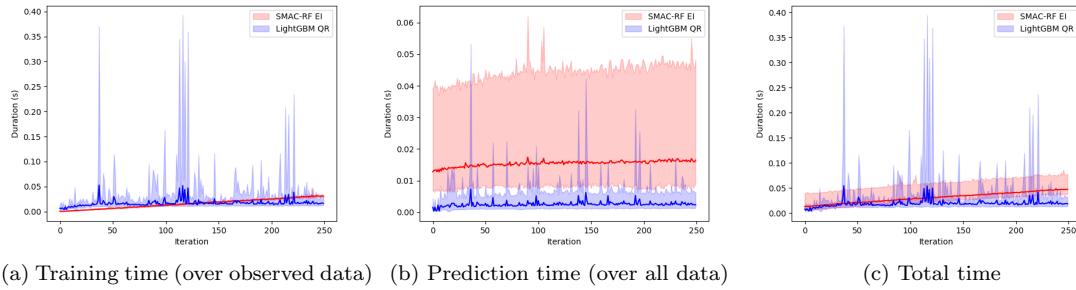 0.40
0.35
0.30
0.25
0.20
0.15
0.10
0.05
0.00
Duration (s)
SMAC-RF EI
LightGBM QR
0 50 100 150 200 250
Iteration
(a) Training time (over observed data)
0.06
0.05
0.04
0.03
0.02
0.01
0.00
Duration (s)
SMAC-RF EI
LightGBM QR
0 50 100 150 200 250
Iteration
(b) Prediction time (over all data)
0.40
0.35
0.30
0.25
0.20
0.15
0.10
0.05
0.00
Duration (s)
SMAC-RF EI
LightGBM QR
0 50 100 150 200 250
Iteration
(c) Total time